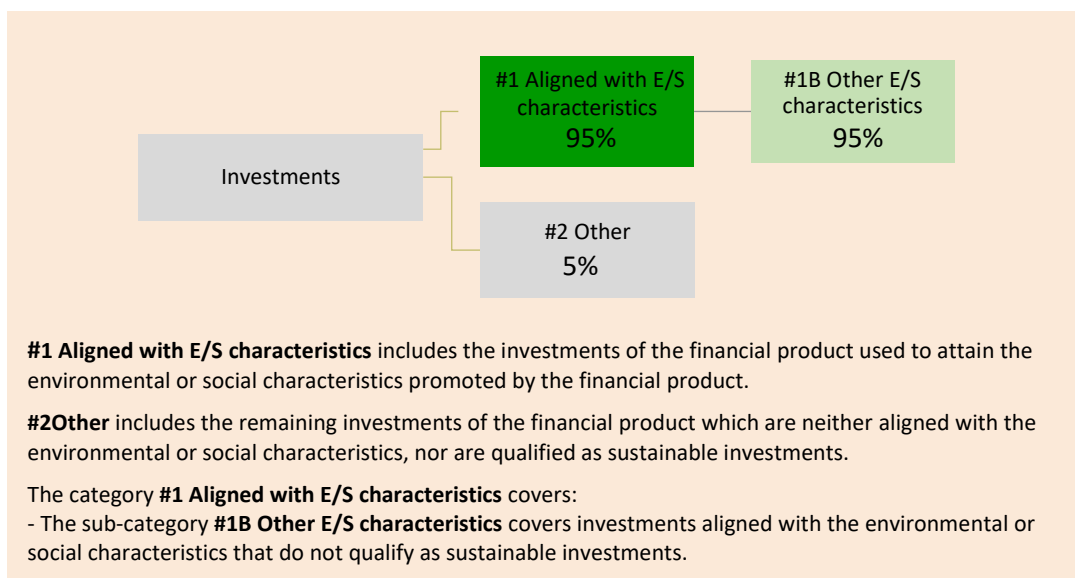 #1 Aligned with E/S
characteristics
95%
#1B Other E/S
characteristics
95%
Investments
#2 Other
5%
#1 Aligned with E/S characteristics includes the investments of the financial product used to attain the
environmental or social characteristics promoted by the financial product.
#2Other includes the remaining investments of the financial product which are neither aligned with the
environmental or social characteristics, nor are qualified as sustainable investments.
The category #1 Aligned with E/S characteristics covers:
- The sub-category #1B Other E/S characteristics covers investments aligned with the environmental or
social characteristics that do not qualify as sustainable investments.